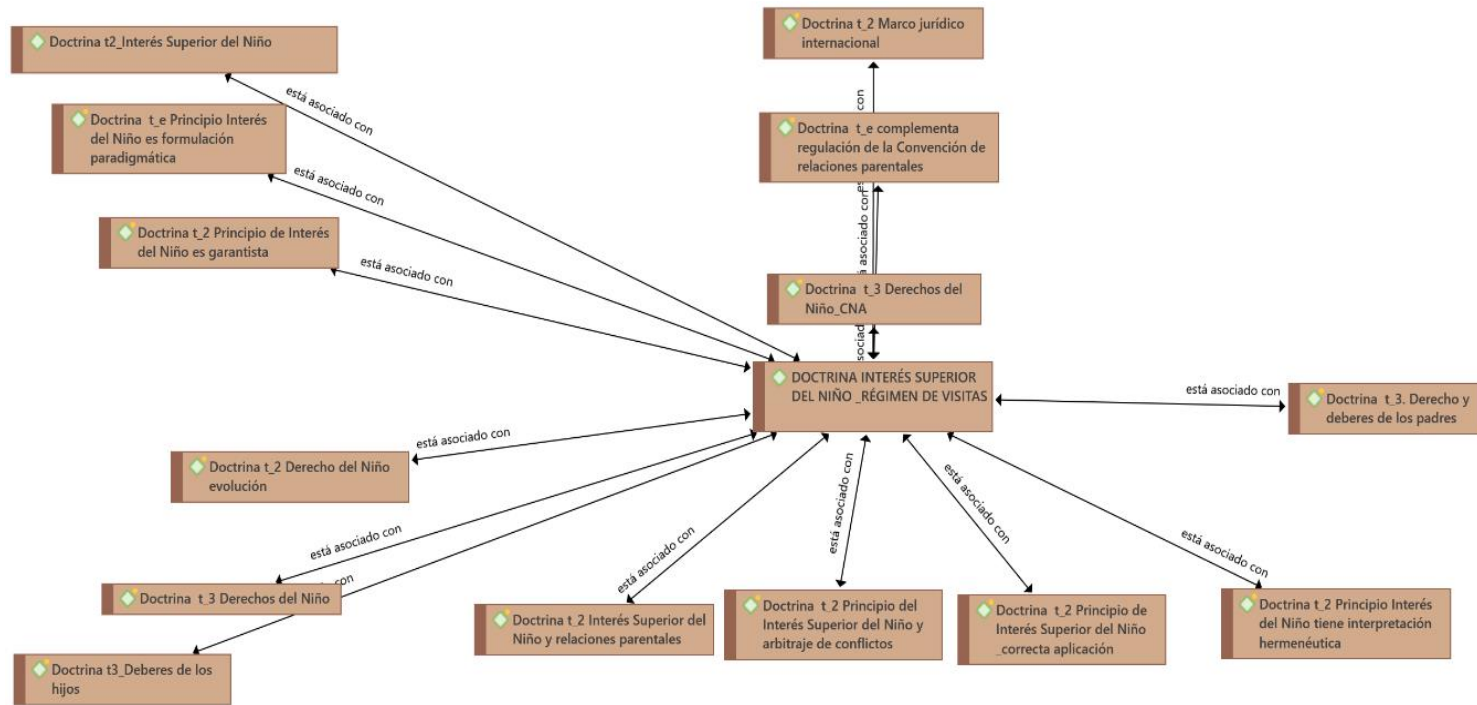 Doctrina t2_Interés Superior del Niño
Doctrina t_2 Marco jurídico
internacional
está asociado con
Doctrina t_e Principio Interés
del Niño es formulación
paradigmática
con
Doctrina t_e complementa
regulación de la Convención de
relaciones parentales
está asociado con
Doctrina t_2 Principio de Interés
del Niño es garantista
está asociado con
asociado con
Doctrina t_3 Derechos del
Niño_CNA
DOCTRINA INTERÉS SUPERIOR
DEL NIÑO _RÉGIMEN DE VISITAS
está asociado con
Doctrina t_3. Derecho y
deberes de los padres
está asociado con
Doctrina t_2 Derecho del Niño
evolución
está asociado con
Doctrina t_3 Derechos del Niño
con
Doctrina t3_Deberes de los
hijos
está asociado con
Doctrina t_2 Interés Superior del
Niño y relaciones parentales
está asociado con
Doctrina t_2 Principio del
Interés Superior del Niño y
arbitraje de conflictos
está asociado con
Doctrina t_2 Principio de
Interés Superior del Niño
_correcta aplicación
está asociado con
Doctrina t_2 Principio Interés
del Niño tiene interpretación
hermenéutica